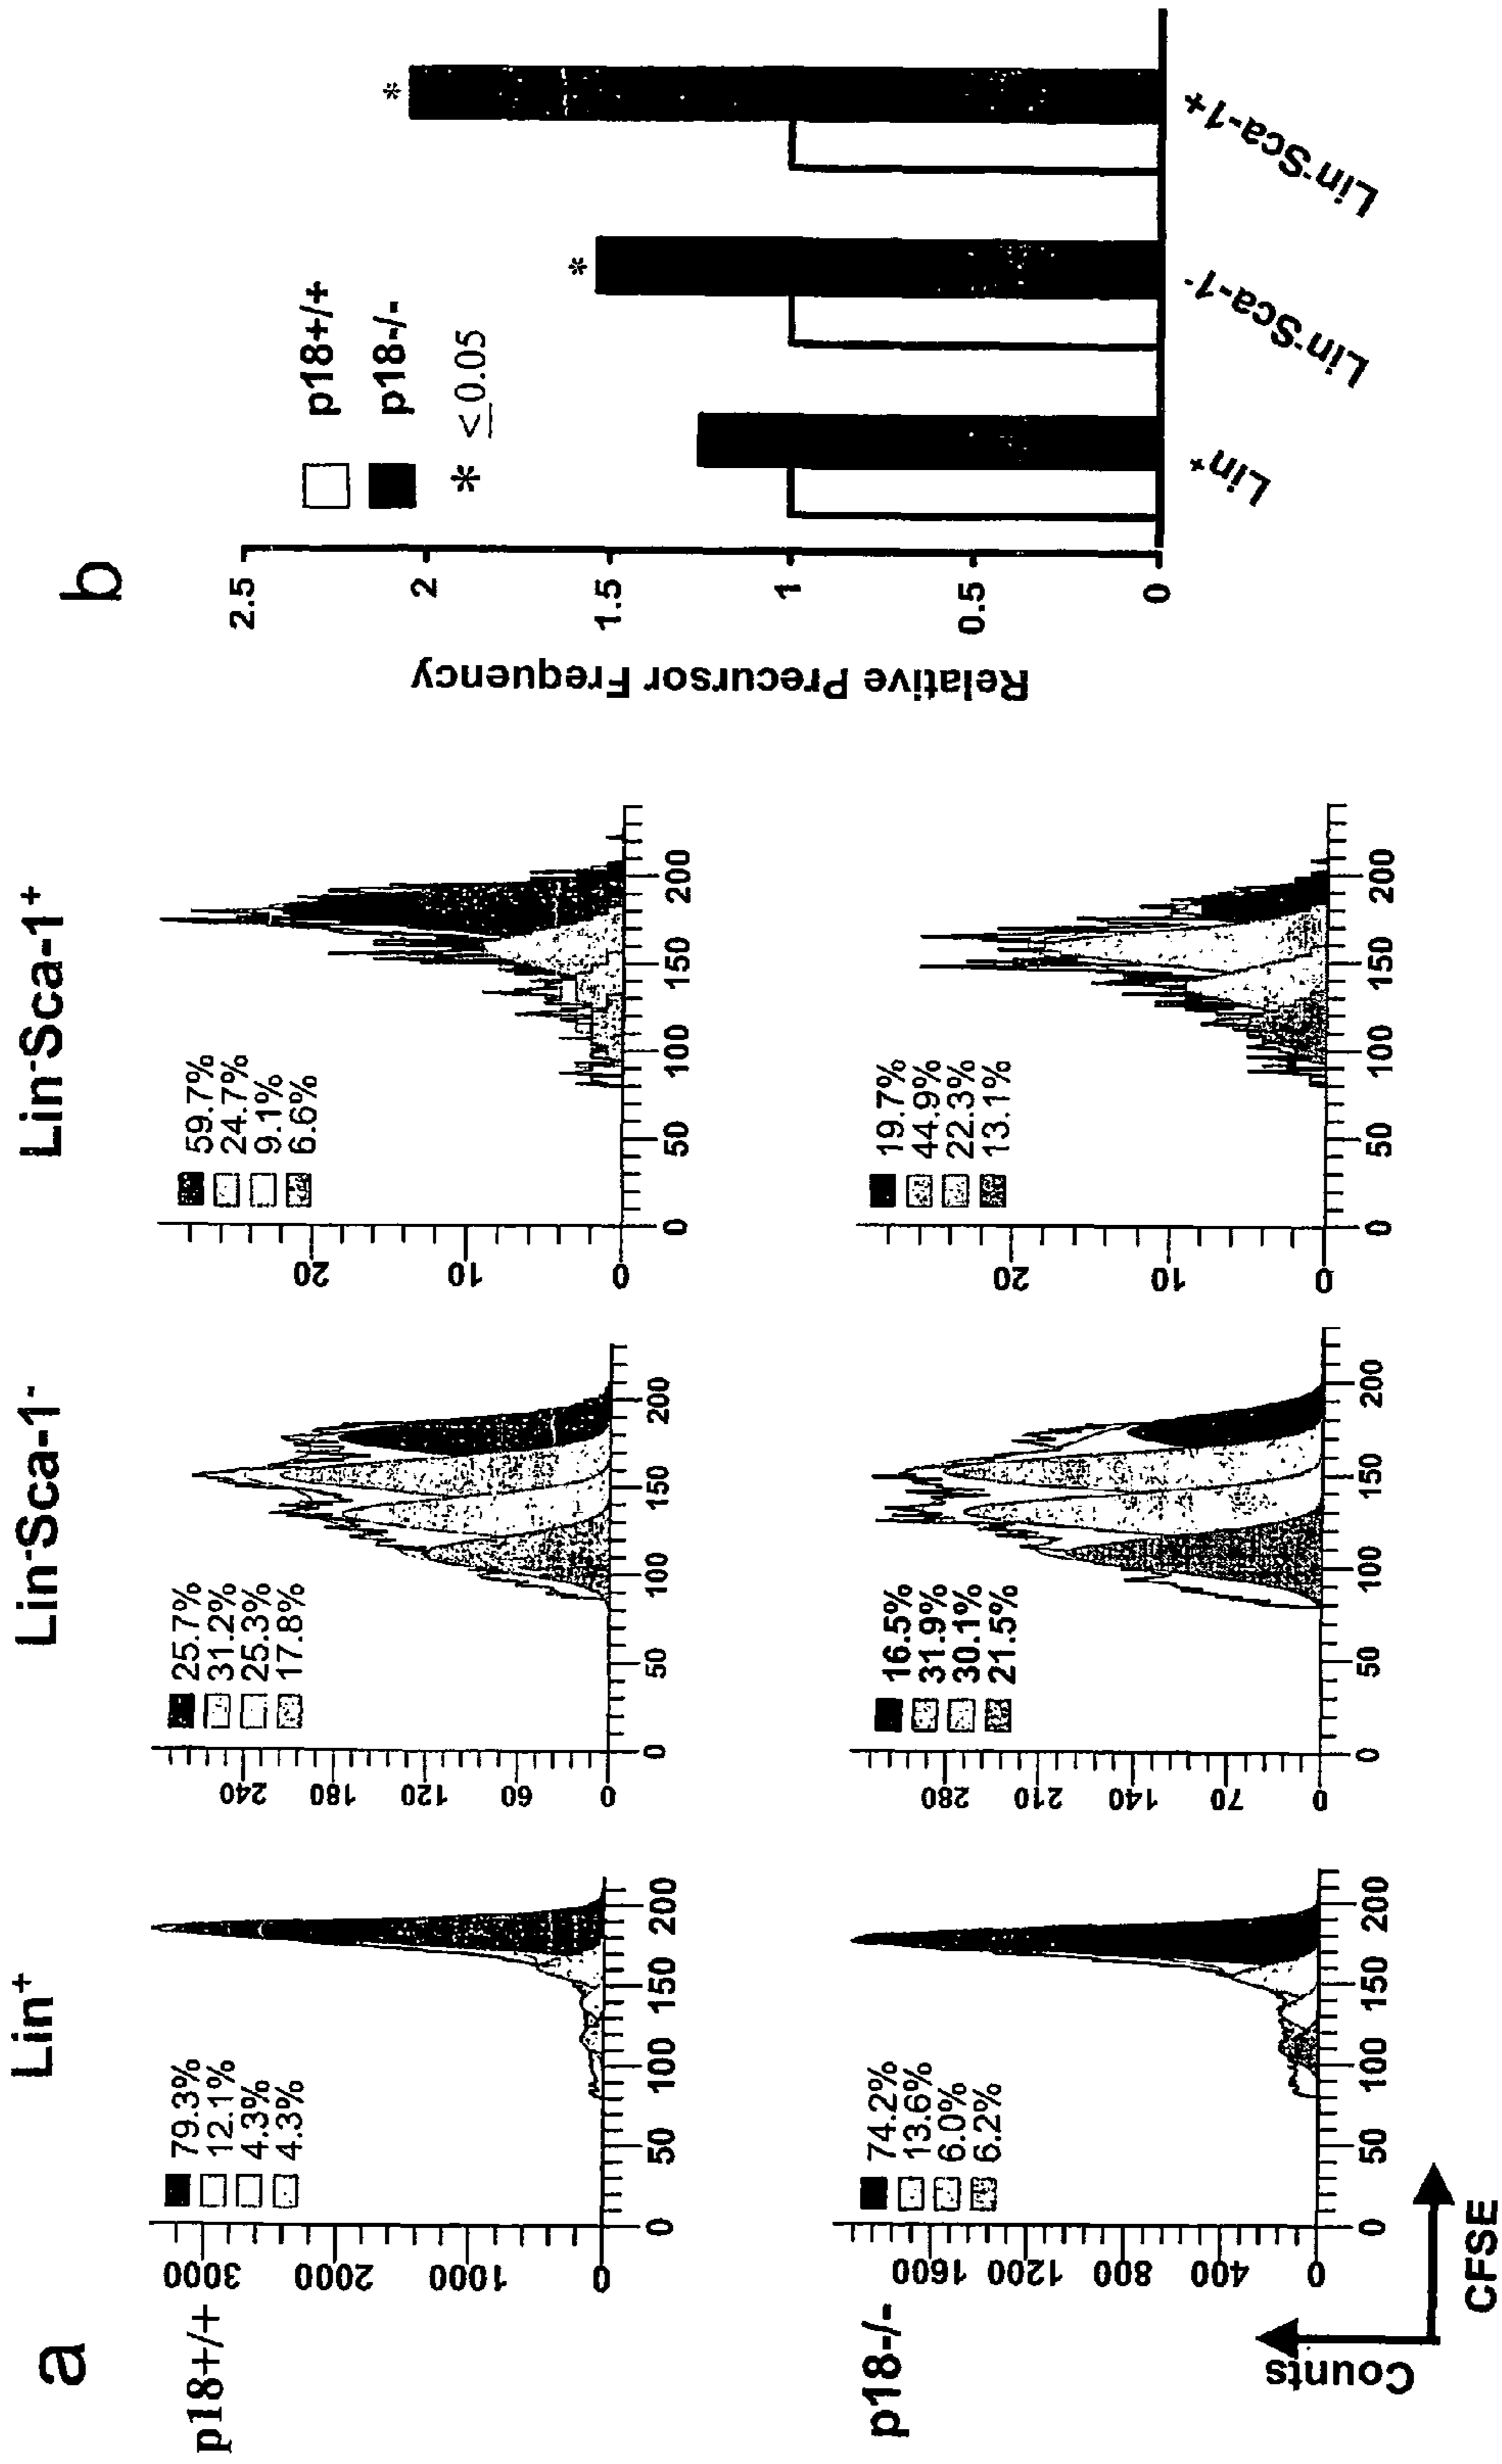 a
Lin⁺
Lin⁻Sca-1⁻
Lin⁻Sca-1⁺
p18+/+
79.3%
12.1%
4.3%
4.3%
3000
2000
1000
0
0 50 100 150 200
25.7%
31.2%
25.3%
17.8%
240
180
120
60
0
0 50 100 150 200
59.7%
24.7%
9.1%
6.6%
20
10
0
0 50 100 150 200
p18-/-
74.2%
13.6%
6.0%
6.2%
1600
1200
800
400
0
0 50 100 150 200
16.5%
31.9%
30.1%
21.5%
280
210
140
70
0
0 50 100 150 200
19.7%
44.9%
22.3%
13.1%
20
10
0
0 50 100 150 200
Counts
CFSE
b
Relative Precursor Frequency
2.5
2
1.5
1
0.5
0
p18+/+
p18-/-
* ≤0.05
*
*
Lin⁺
Lin⁻Sca-1⁻
Lin⁻Sca-1+